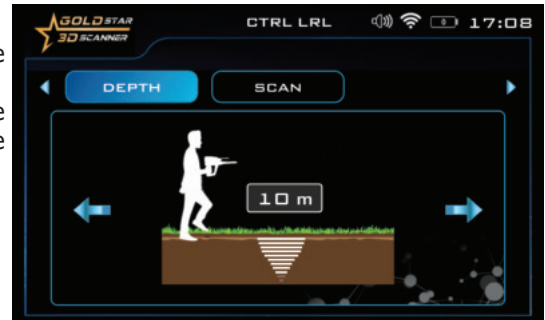 GOLD STAR
3D SCANNER
CTRL LRL
17:08
DEPTH
SCAN
10 m